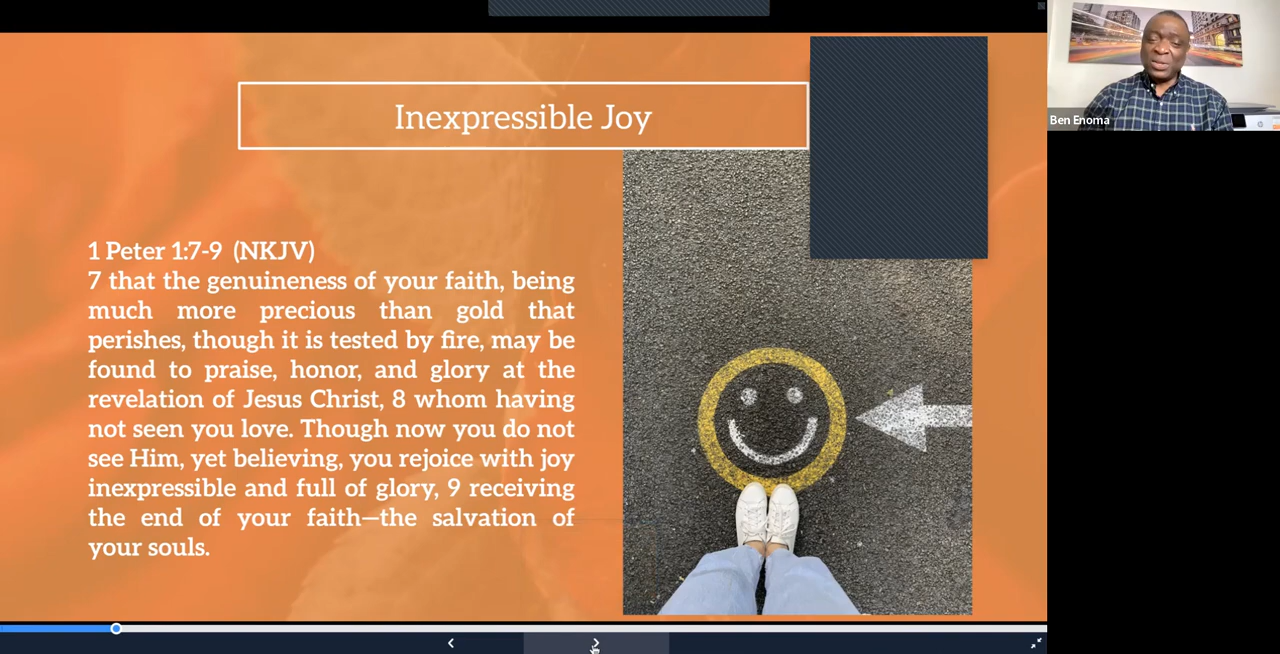 Inexpressible Joy
Ben Enoma
1 Peter 1:7-9 (NKJV)
7 that the genuineness of your faith, being
much more precious than gold that
perishes, though it is tested by fire, may be
found to praise, honor, and glory at the
revelation of Jesus Christ, 8 whom having
not seen you love. Though now you do not
see Him, yet believing, you rejoice with joy
inexpressible and full of glory, 9 receiving
the end of your faith—the salvation of
your souls.